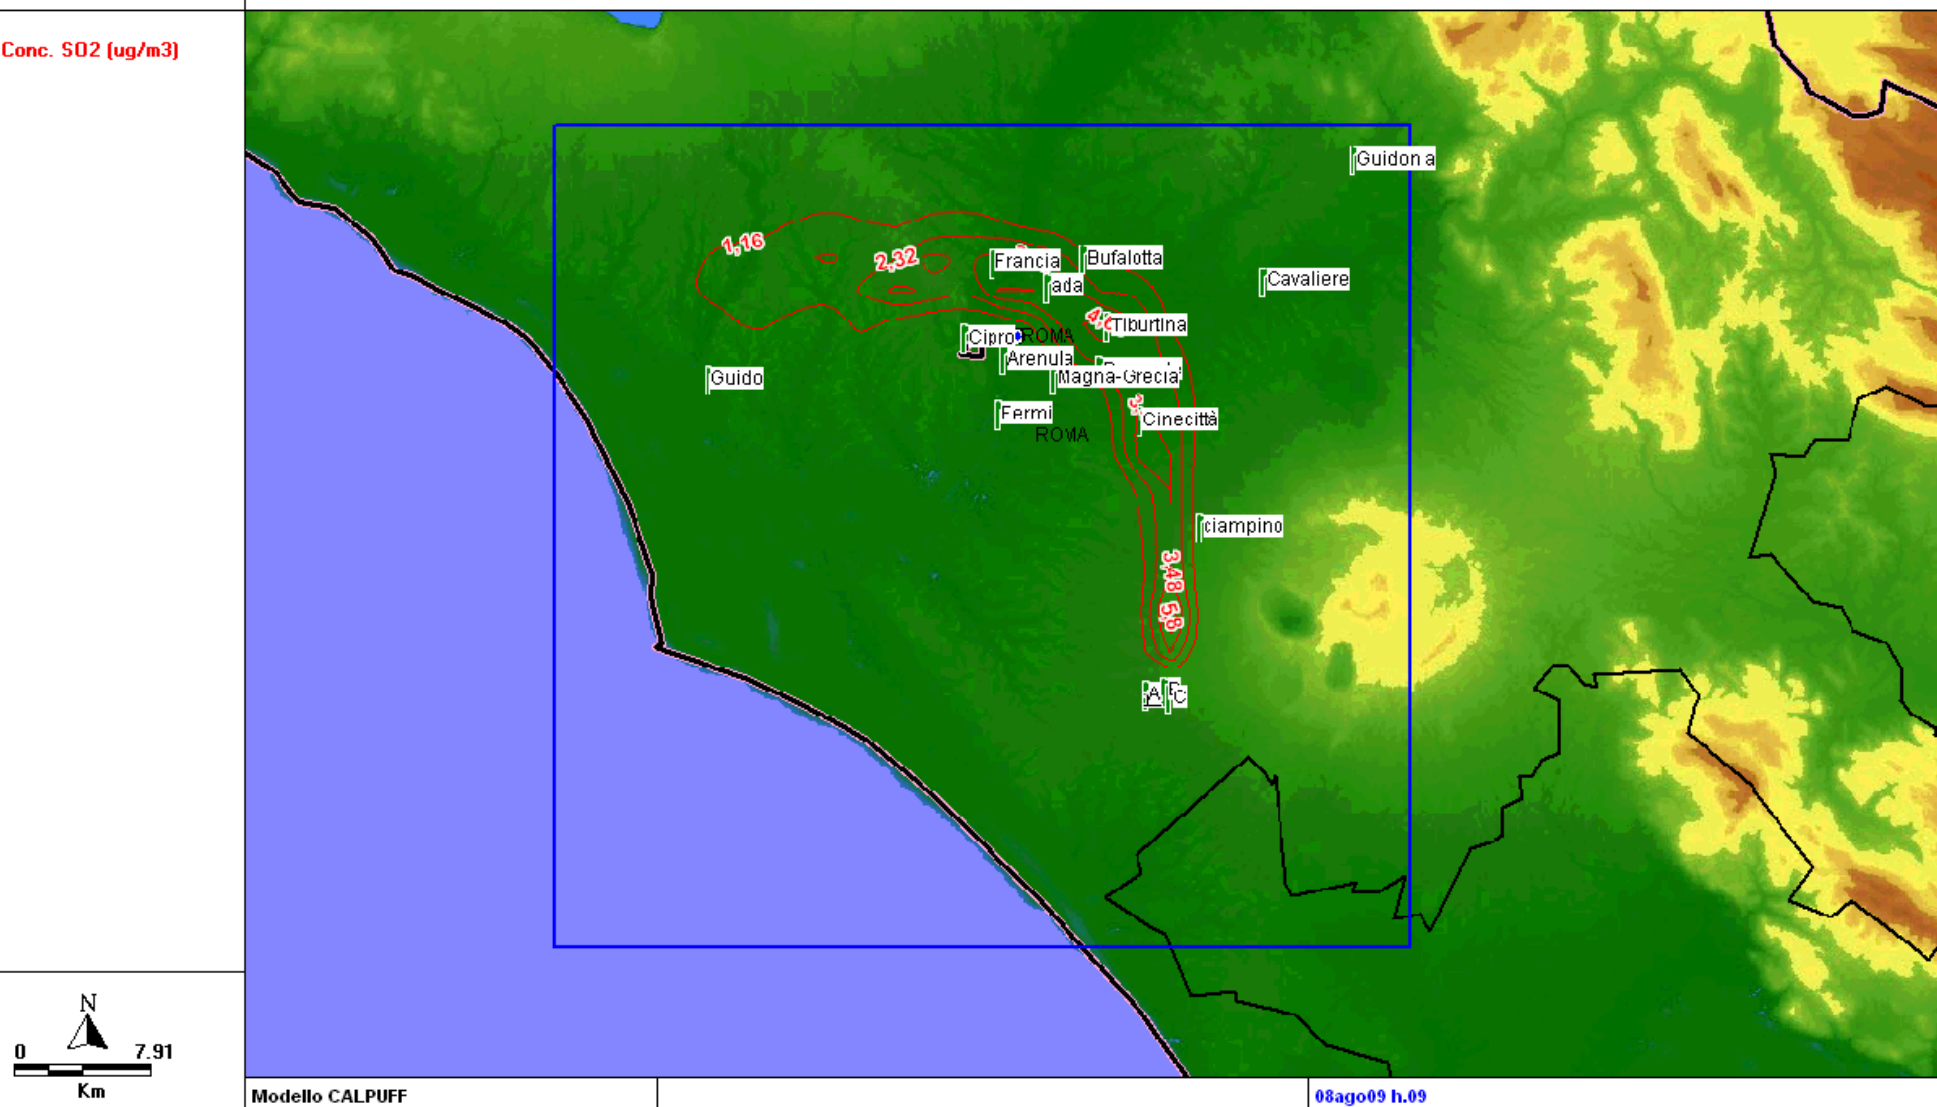 Conc. SO2 (ug/m3)
Guidonia
1,16
2,32
Francia
Bufalotta
ada
Cavaliere
Tiburtina
Cipro
ROMA
Arenula
Magna-Grecia
Guido
Fermi
Cinecittà
ROMA
ciampino
3,48
5,8
A
C
N
0 7.91
Km
Modello CALPUFF
08ago09 h.09